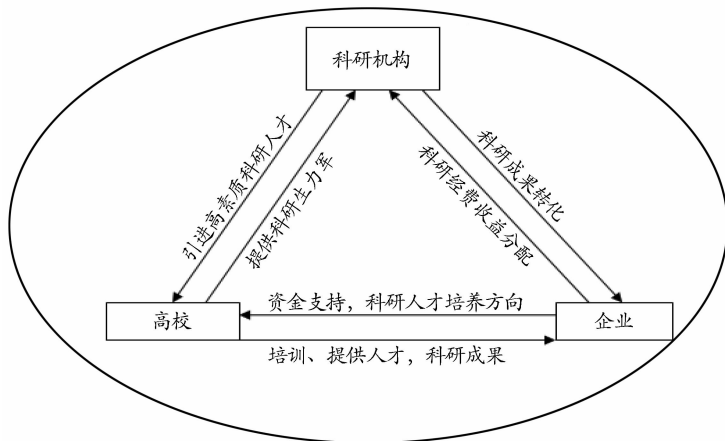 科研机构
引进高素质科研人才
提供科研生力军
科研经费收益分配
科研成果转化
资金支持，科研人才培养方向
高校
企业
培训、提供人才，科研成果